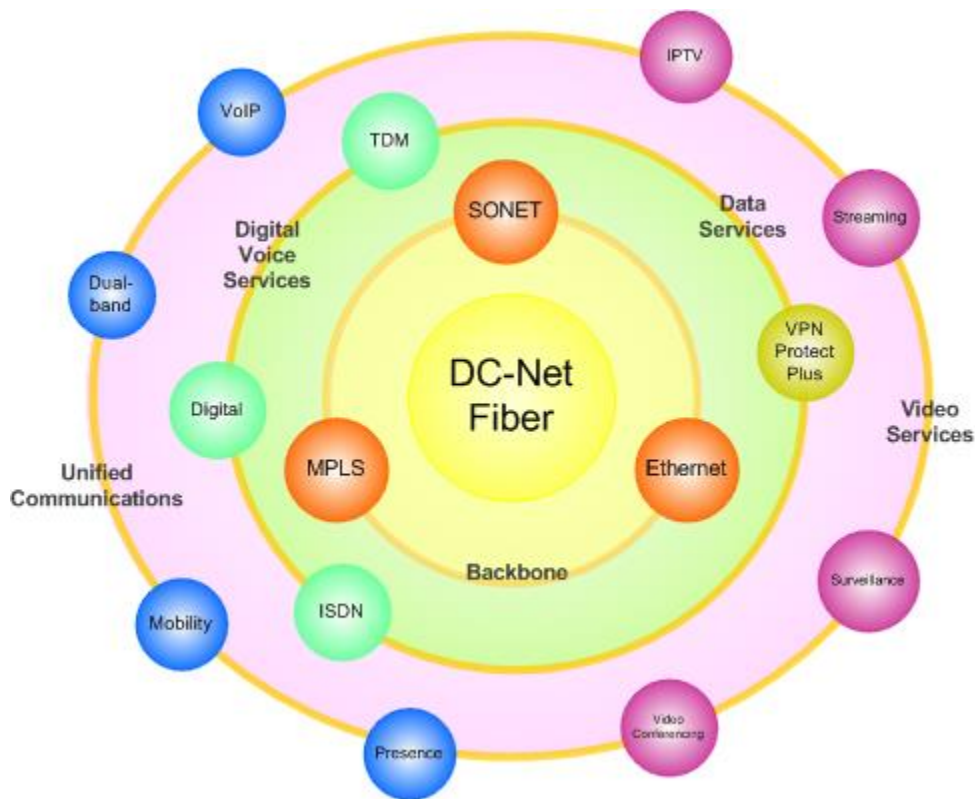 IPTV
VoIP
TDM
SONET
Data
Services
Streaming
Digital
Voice
Services
Dual-
band
VPN
Protect
Plus
DC-Net
Fiber
Digital
Video
Services
MPLS
Ethernet
Unified
Communications
Backbone
Surveillance
ISDN
Mobility
Video
Conferencing
Presence